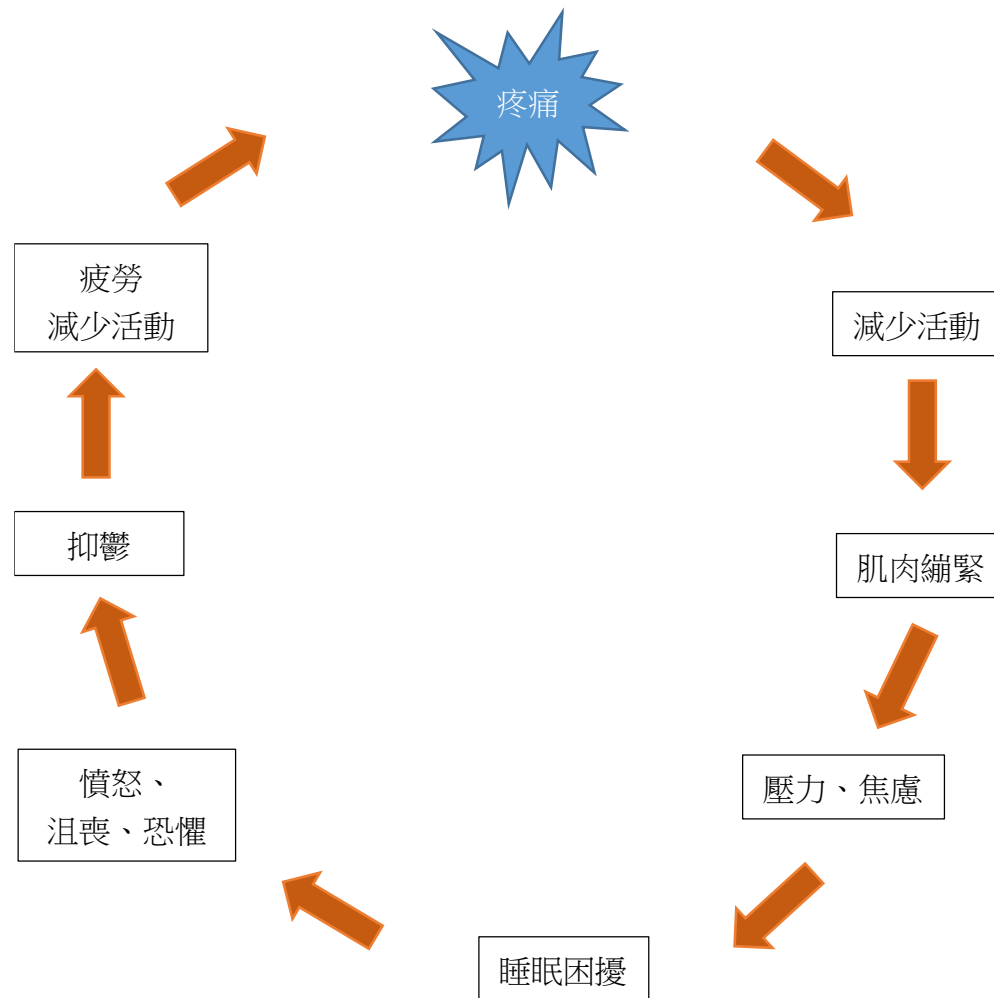 疼痛
減少活動
肌肉繃緊
壓力、焦慮
睡眠困擾
憤怒、
沮喪、恐懼
抑鬱
疲勞
減少活動